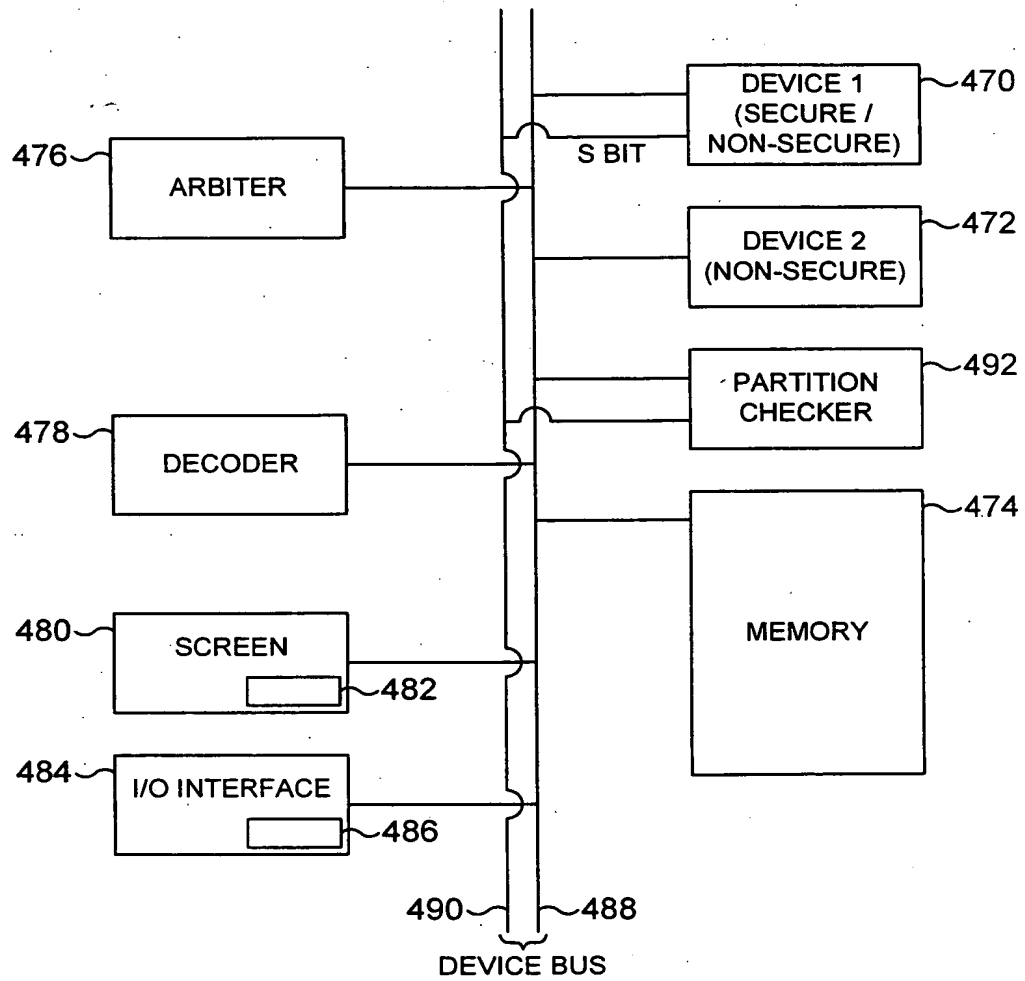 476
ARBITER
478
DECODER
480
SCREEN
482
484
I/O INTERFACE
486
S BIT
DEVICE 1
(SECURE /
NON-SECURE)
470
DEVICE 2
(NON-SECURE)
472
PARTITION
CHECKER
492
MEMORY
474
490
488
DEVICE BUS